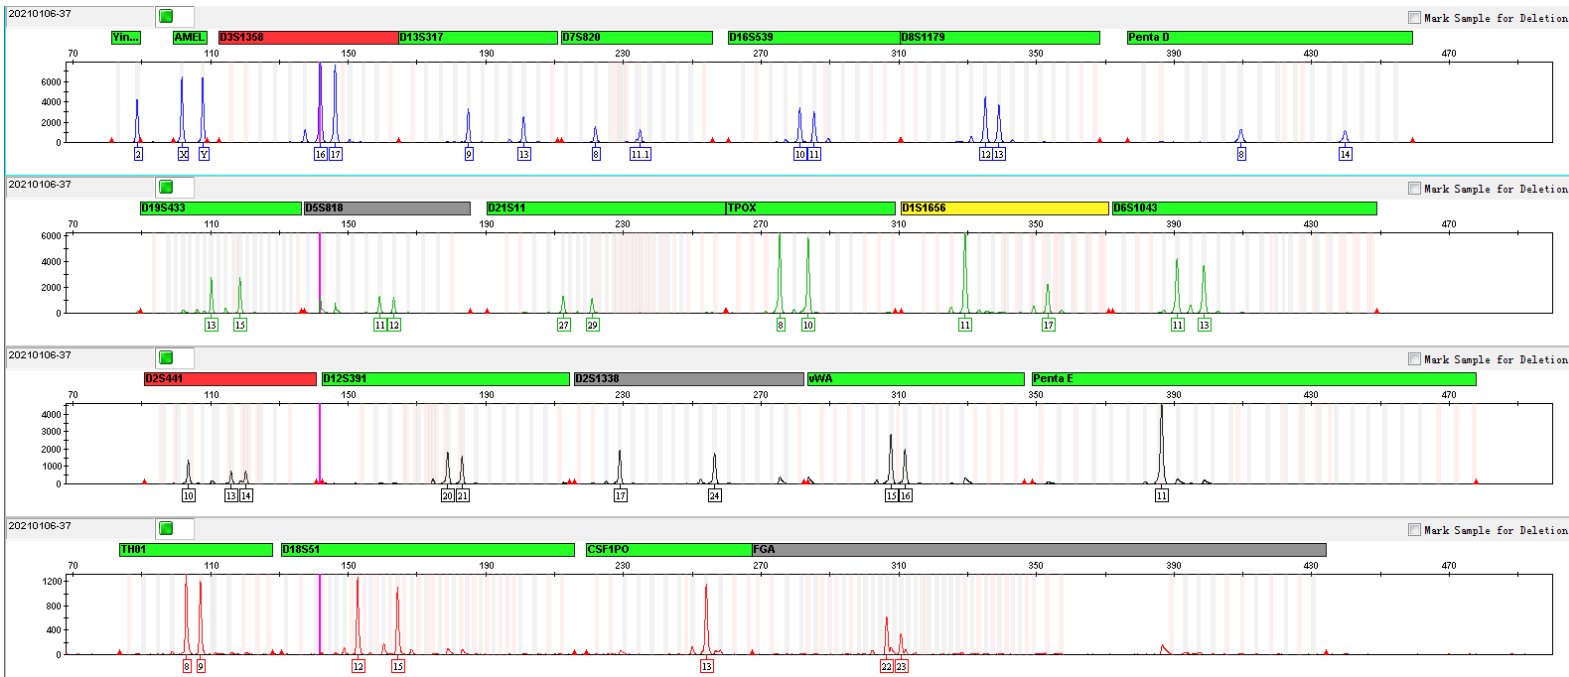 20210106-37
Mark Sample for Deletion
Yin... AMEL D3S1358 D13S317 D7S820 D16S539 D8S1179 Penta D
70 110 150 190 230 270 310 350 390 430 470
6000
4000
2000
0
2 X Y 16 17 9 13 8 11.1 10 11 12 13 8 14
20210106-37
Mark Sample for Deletion
D19S433 D5S818 D21S11 TPOX D1S1656 D6S1043
70 110 150 190 230 270 310 350 390 430 470
6000
4000
2000
0
13 15 11 12 27 29 8 10 11 17 11 13
20210106-37
Mark Sample for Deletion
D2S441 D12S391 D2S1338 vWA Penta E
70 110 150 190 230 270 310 350 390 430 470
4000
3000
2000
1000
0
10 13 14 20 21 17 24 15 16 11
20210106-37
Mark Sample for Deletion
TH01 D18S51 CSF1PO FGA
70 110 150 190 230 270 310 350 390 430 470
1200
800
400
0
8 9 12 15 13 22 23